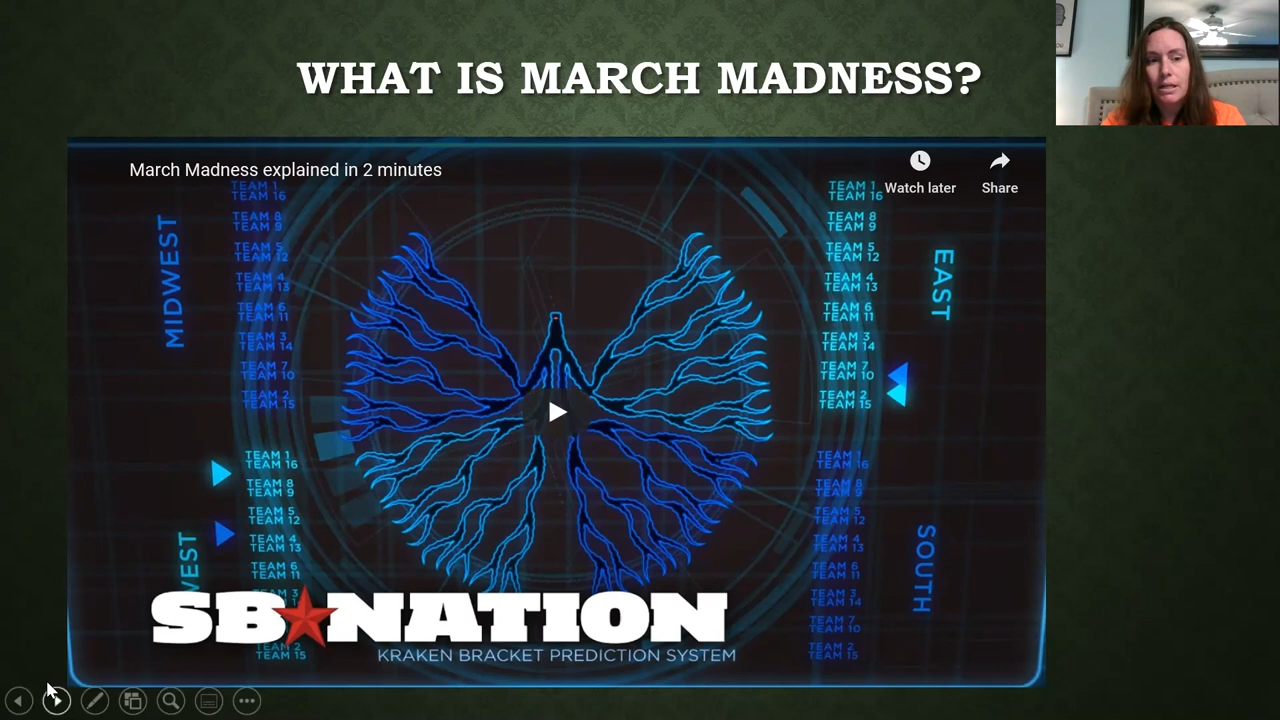 WHAT IS MARCH MADNESS?
March Madness explained in 2 minutes
Watch later
Share
MIDWEST
TEAM 1
TEAM 16
TEAM 8
TEAM 9
TEAM 5
TEAM 12
TEAM 4
TEAM 13
TEAM 6
TEAM 11
TEAM 3
TEAM 14
TEAM 7
TEAM 10
TEAM 2
TEAM 15
EAST
TEAM 1
TEAM 16
TEAM 8
TEAM 9
TEAM 5
TEAM 12
TEAM 4
TEAM 13
TEAM 6
TEAM 11
TEAM 3
TEAM 14
TEAM 7
TEAM 10
TEAM 2
TEAM 15
WEST
TEAM 1
TEAM 16
TEAM 8
TEAM 9
TEAM 5
TEAM 12
TEAM 4
TEAM 13
TEAM 6
TEAM 11
TEAM 3
TEAM 2
TEAM 15
SOUTH
TEAM 1
TEAM 16
TEAM 8
TEAM 9
TEAM 5
TEAM 12
TEAM 4
TEAM 13
TEAM 6
TEAM 11
TEAM 3
TEAM 14
TEAM 7
TEAM 10
TEAM 2
TEAM 15
SB NATION
KRAKEN BRACKET PREDICTION SYSTEM